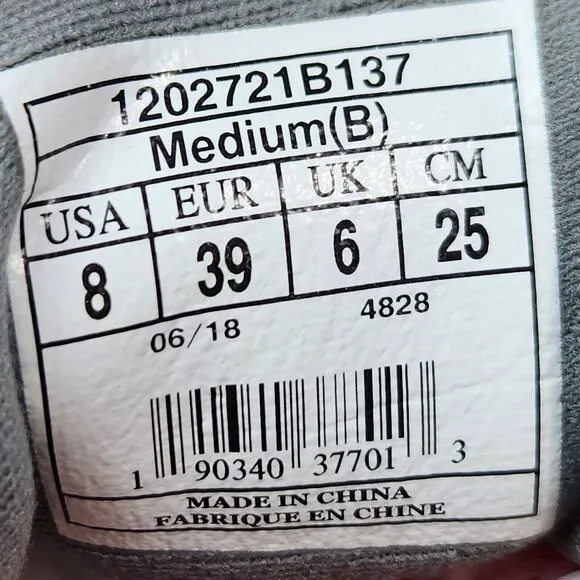 1202721B137
Medium(B)
USA EUR UK CM
8 39 6 25
06/18 4828
1 90340 37701 3
MADE IN CHINA
FABRIQUE EN CHINE